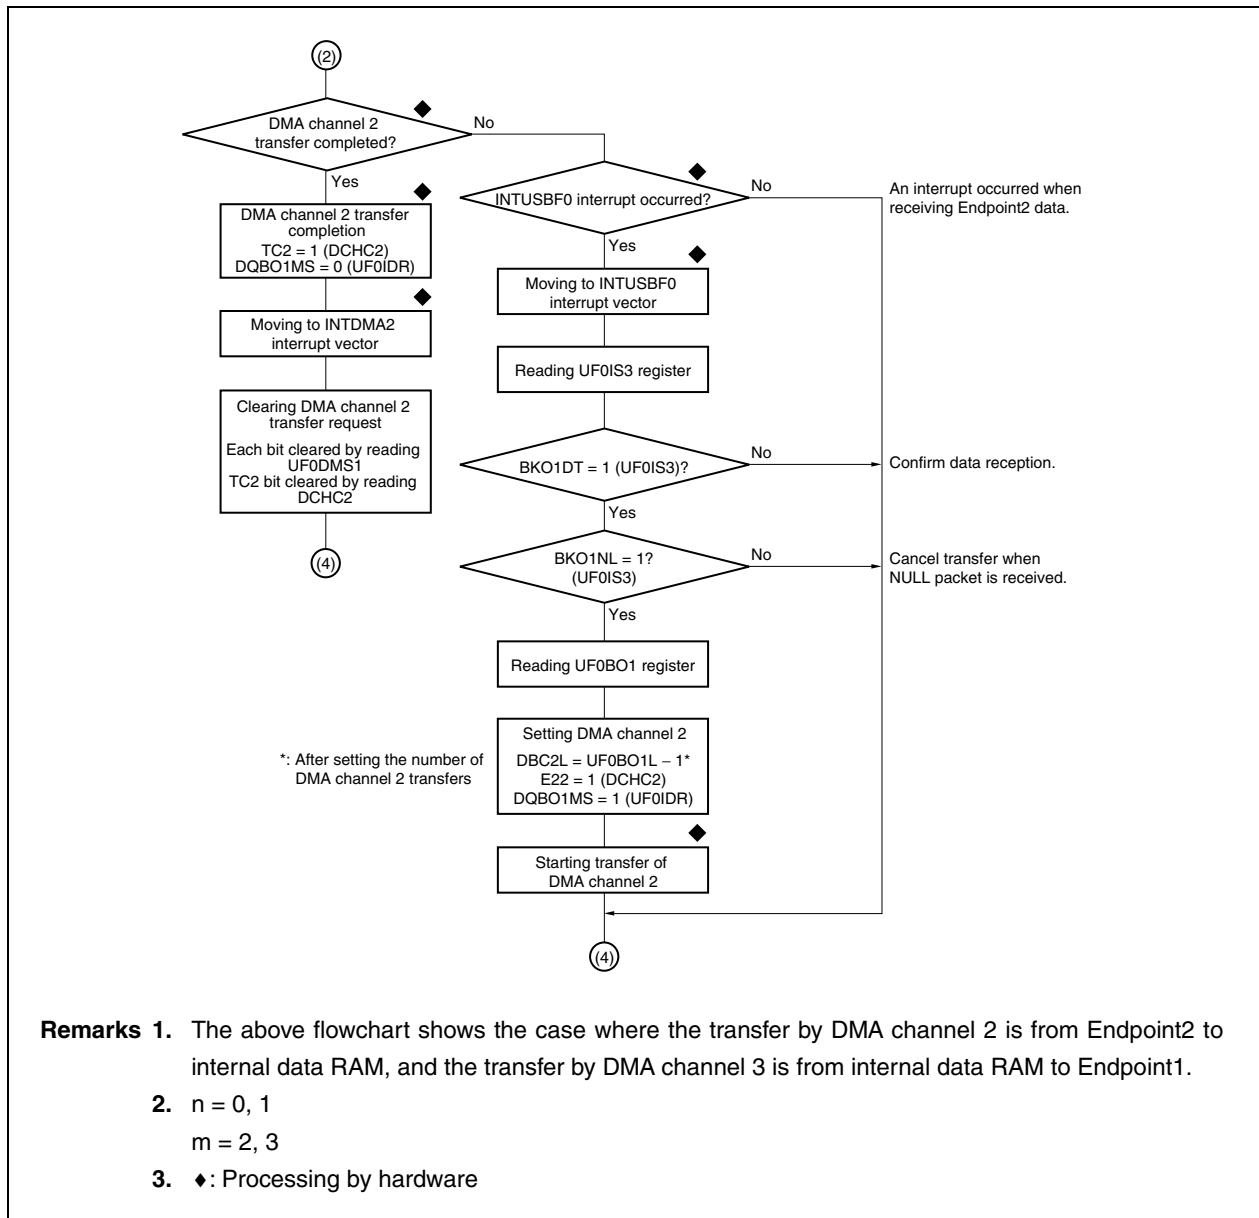 (2)
DMA channel 2
transfer completed?
No
Yes
DMA channel 2 transfer
completion
TC2 = 1 (DCHC2)
DQBO1MS = 0 (UF0IDR)
Moving to INTDMA2
interrupt vector
Clearing DMA channel 2
transfer request
Each bit cleared by reading
UF0DMS1
TC2 bit cleared by reading
DCHC2
(4)
INTUSBF0 interrupt occurred?
No
An interrupt occurred when
receiving Endpoint2 data.
Yes
Moving to INTUSBF0
interrupt vector
Reading UF0IS3 register
BKO1DT = 1 (UF0IS3)?
No
Confirm data reception.
Yes
BKO1NL = 1?
(UF0IS3)
No
Cancel transfer when
NULL packet is received.
Yes
Reading UF0BO1 register
Setting DMA channel 2
DBC2L = UF0BO1L − 1*
E22 = 1 (DCHC2)
DQBO1MS = 1 (UF0IDR)
*: After setting the number of
DMA channel 2 transfers
Starting transfer of
DMA channel 2
(4)
Remarks 1. The above flowchart shows the case where the transfer by DMA channel 2 is from Endpoint2 to
internal data RAM, and the transfer by DMA channel 3 is from internal data RAM to Endpoint1.
2. n = 0, 1
m = 2, 3
3. ♦: Processing by hardware